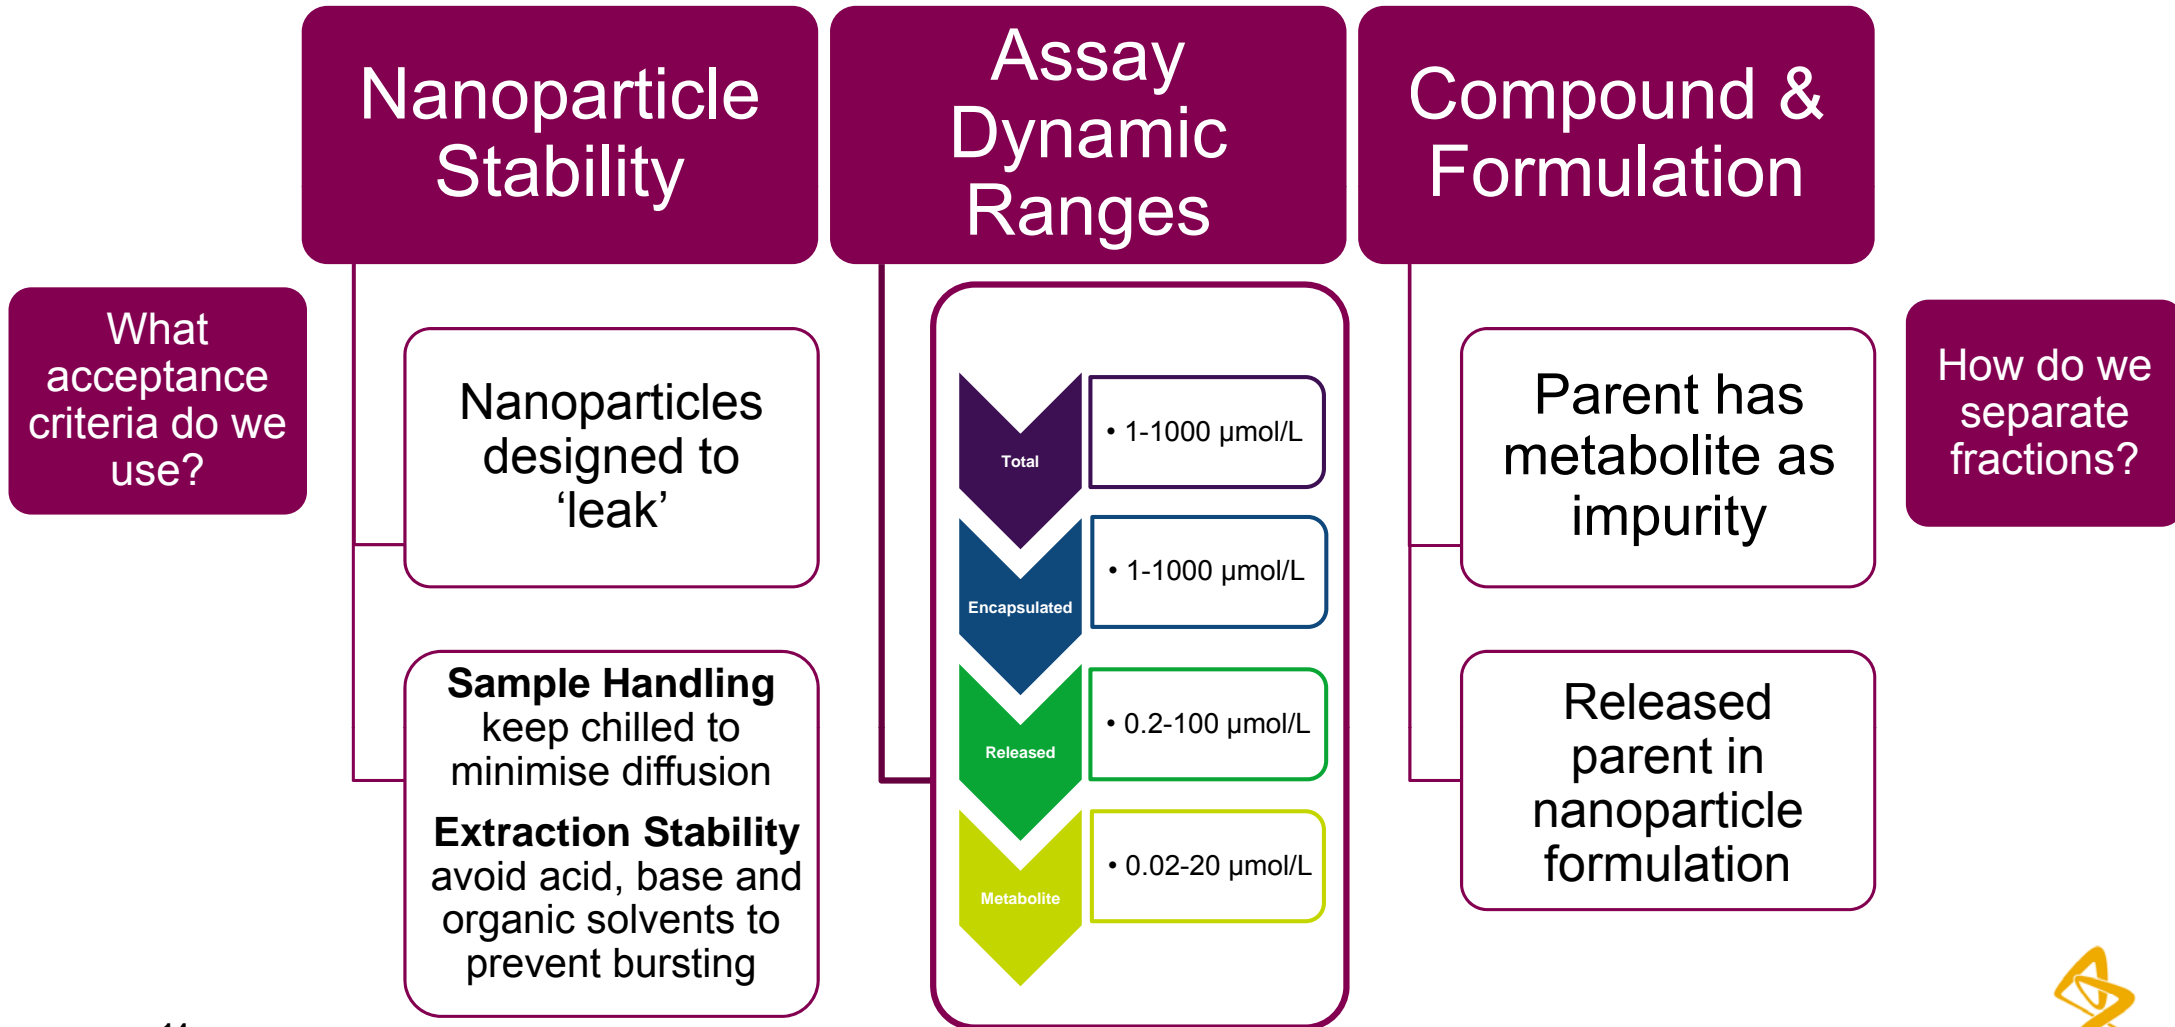 Nanoparticle
Stability
Assay
Dynamic
Ranges
Compound &
Formulation
What
acceptance
criteria do we
use?
Nanoparticles
designed to
‘leak’
Sample Handling
keep chilled to
minimise diffusion
Extraction Stability
avoid acid, base and
organic solvents to
prevent bursting
Total
• 1-1000 µmol/L
Encapsulated
• 1-1000 µmol/L
Released
• 0.2-100 µmol/L
Metabolite
• 0.02-20 µmol/L
Parent has
metabolite as
impurity
Released
parent in
nanoparticle
formulation
How do we
separate
fractions?